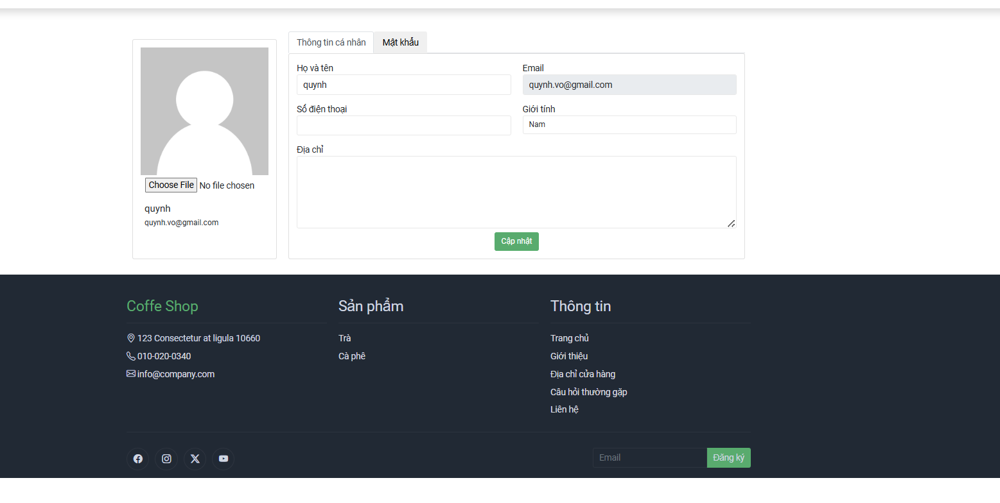 Thông tin cá nhân Mật khẩu
Họ và tên Email
quynh quynh.vo@gmail.com
Số điện thoại Giới tính
Nam
Địa chỉ
Choose File No file chosen
quynh
quynh.vo@gmail.com
Cập nhật
Coffe Shop
123 Consectetur at ligula 10660
010-020-0340
info@company.com
Sản phẩm
Trà
Cà phê
Thông tin
Trang chủ
Giới thiệu
Địa chỉ cửa hàng
Câu hỏi thường gặp
Liên hệ
Email Đăng ký